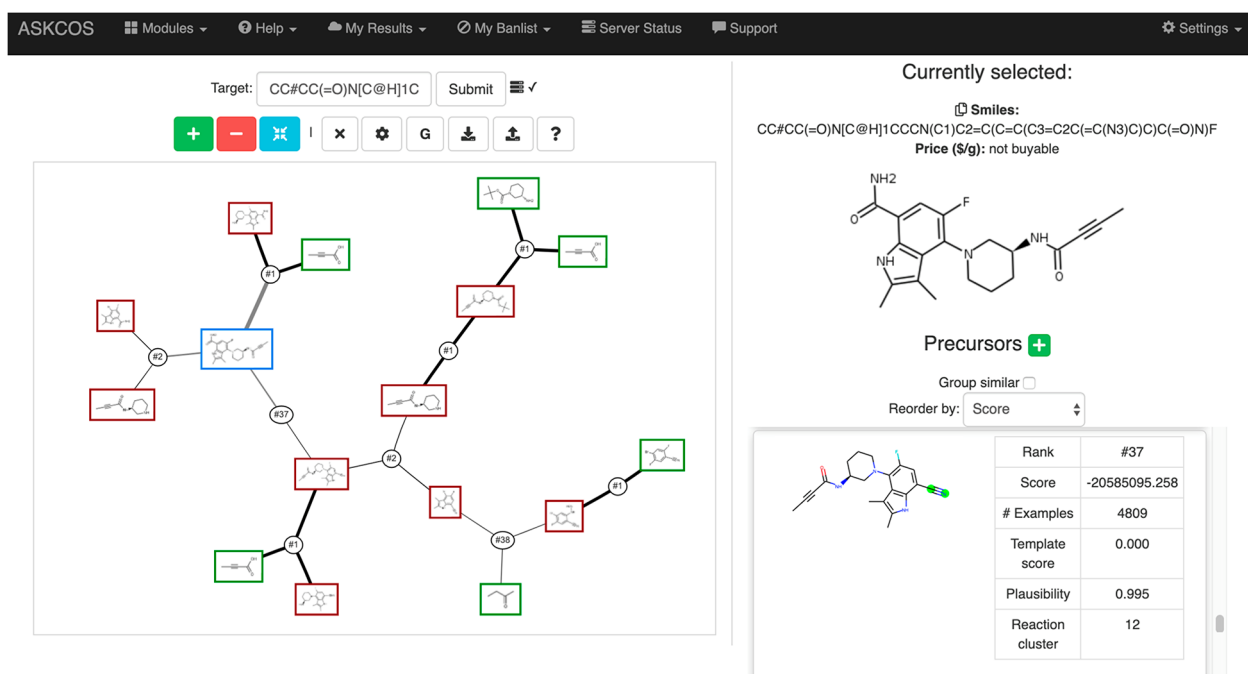 ASKCOS Modules Help My Results My Banlist Server Status Support Settings
Target: CC#CC(=O)N[C@H]1C Submit
+ − | × G ?
#1
#1
#2
#1
#37
#2
#1
#38
#1
Currently selected:
Smiles:
CC#CC(=O)N[C@H]1CCCN(C1)C2=C(C=C(C3=C2C(=C(N3)C)C)C(=O)N)F
Price ($/g): not buyable
NH2
F
O
NH
NH
N
O
Precursors +
Group similar
Reorder by: Score
Rank #37
Score -20585095.258
# Examples 4809
Template 0.000
score
Plausibility 0.995
Reaction 12
cluster